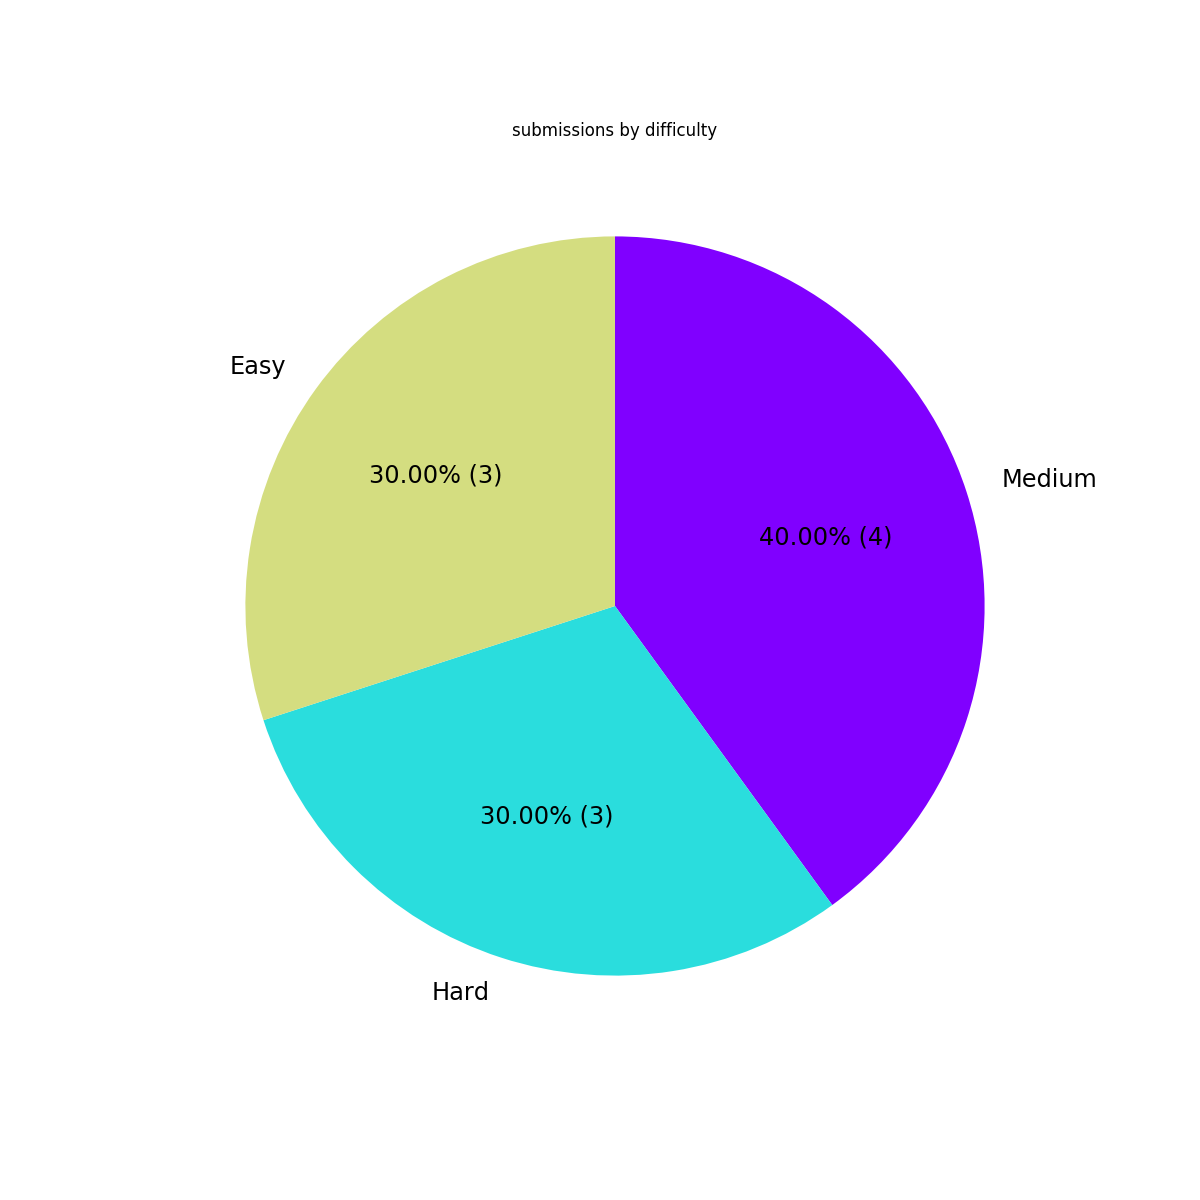 submissions by difficulty
Easy
30.00% (3)
Medium
40.00% (4)
30.00% (3)
Hard